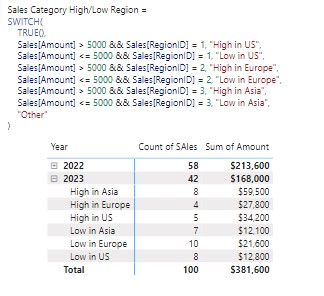 Sales Category High/Low Region =
SWITCH(
TRUE(),
Sales[Amount] > 5000 && Sales[RegionID] = 1, "High in US",
Sales[Amount] <= 5000 && Sales[RegionID] = 1, "Low in US",
Sales[Amount] > 5000 && Sales[RegionID] = 2, "High in Europe",
Sales[Amount] <= 5000 && Sales[RegionID] = 2, "Low in Europe",
Sales[Amount] > 5000 && Sales[RegionID] = 3, "High in Asia",
Sales[Amount] <= 5000 && Sales[RegionID] = 3, "Low in Asia",
"Other"
)
Year Count of SAles Sum of Amount
2022 58 $213,600
2023 42 $168,000
High in Asia 8 $59,500
High in Europe 4 $27,800
High in US 5 $34,200
Low in Asia 7 $12,100
Low in Europe 10 $21,600
Low in US 8 $12,800
Total 100 $381,600